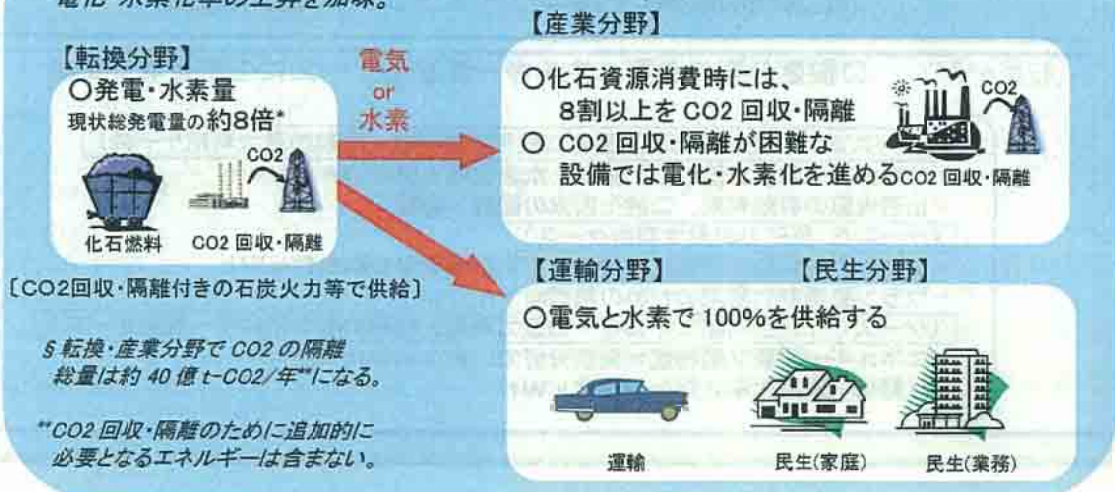 電化・水素化率の上昇を加味。
【転換分野】
○発電・水素量
現状総発電量の約8倍*
CO2
化石燃料
CO2 回収・隔離
〔CO2回収・隔離付きの石炭火力等で供給〕
§ 転換・産業分野で CO2 の隔離
総量は約 40 億 t-CO2/年**になる。
**CO2 回収・隔離のために追加的に
必要となるエネルギーは含まない。
電気
or
水素
【産業分野】
○化石資源消費時には、
8割以上を CO2 回収・隔離
○ CO2 回収・隔離が困難な
設備では電化・水素化を進める
CO2
CO2 回収・隔離
【運輸分野】
【民生分野】
○電気と水素で 100%を供給する
運輸
民生(家庭)
民生(業務)